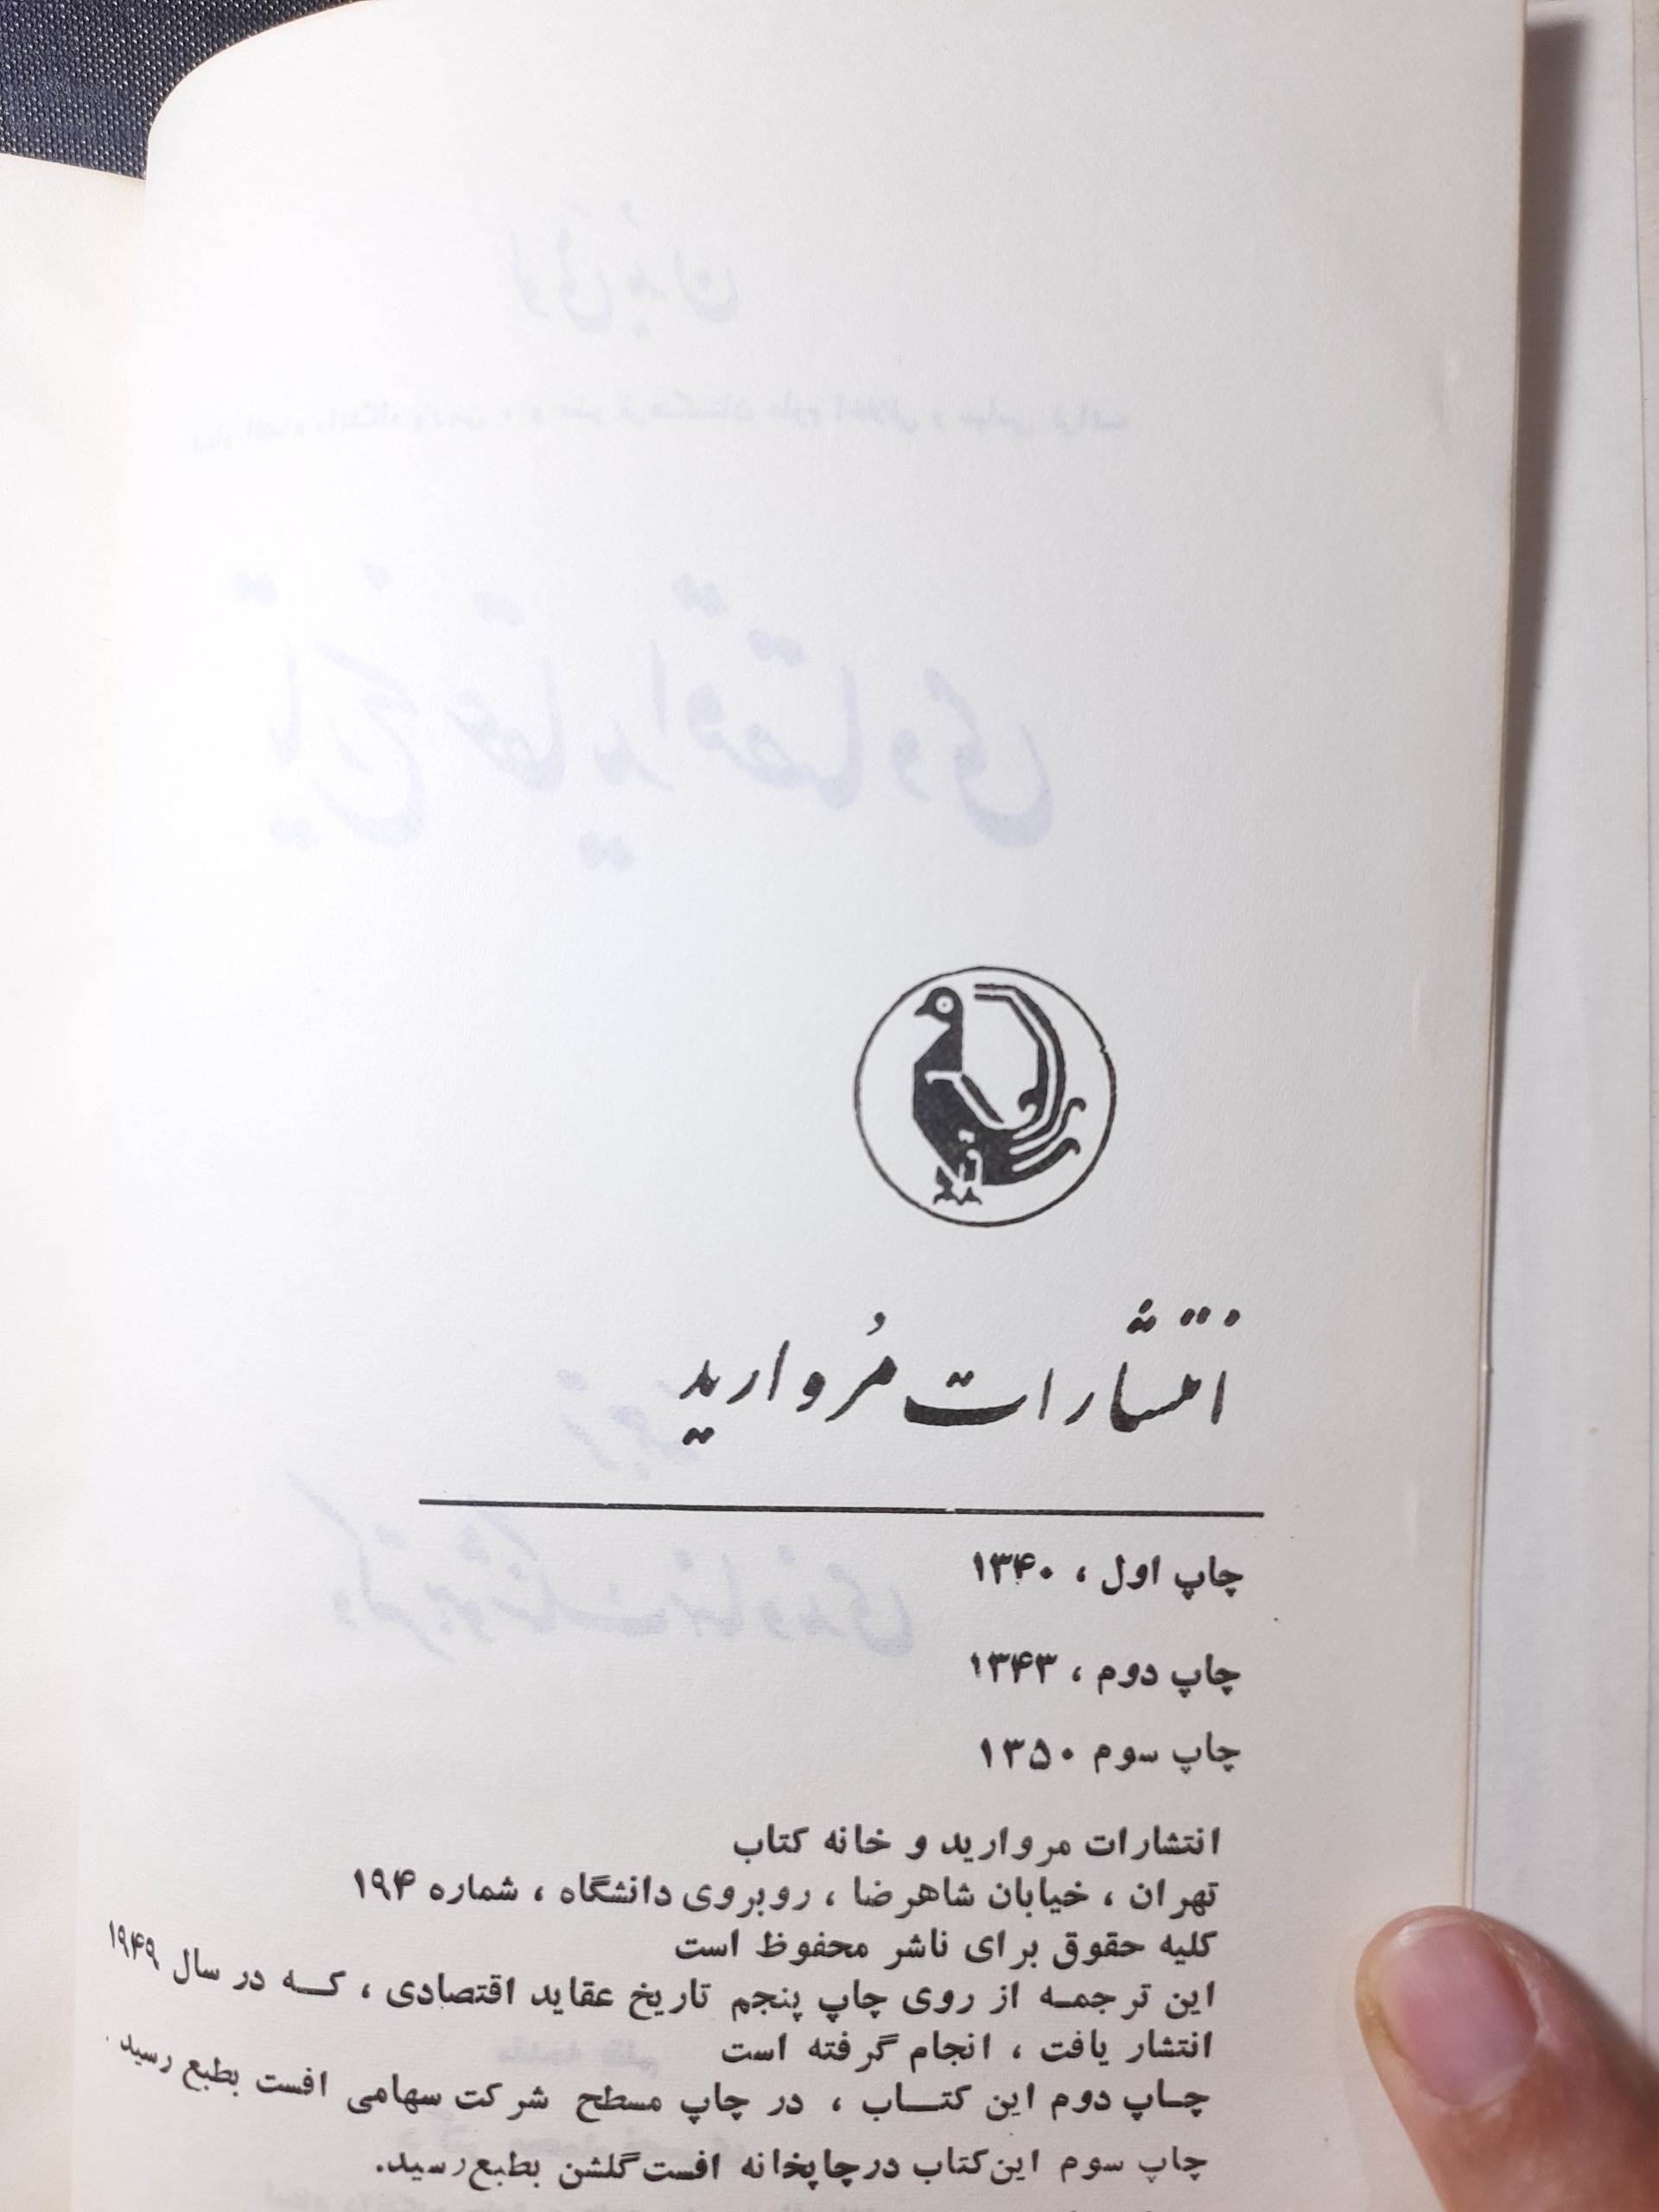 انتشارات مُروارید
چاپ اول ، ۱۳۴۰
چاپ دوم ، ۱۳۴۳
چاپ سوم ۱۳۵۰
انتشارات مروارید و خانه کتاب
تهران ، خیابان شاهرضا ، روبروی دانشگاه ، شماره ۱۹۴
کلیه حقوق برای ناشر محفوظ است
این ترجمه از روی چاپ پنجم تاریخ عقاید اقتصادی ، که در سال ۱۹۴۹
انتشار یافت ، انجام گرفته است
چاپ دوم این کتاب ، در چاپ مسطح شرکت سهامی افست بطبع رسید.
چاپ سوم این کتاب در چاپخانه افست گلشن بطبع رسید.